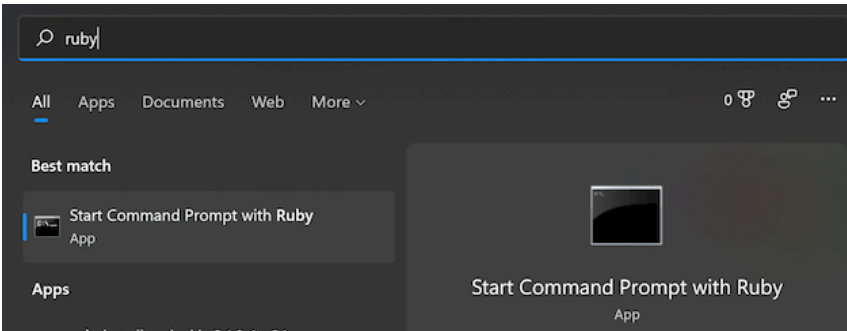 ruby
All Apps Documents Web More
0
Best match
Start Command Prompt with Ruby
App
Apps
Start Command Prompt with Ruby
App